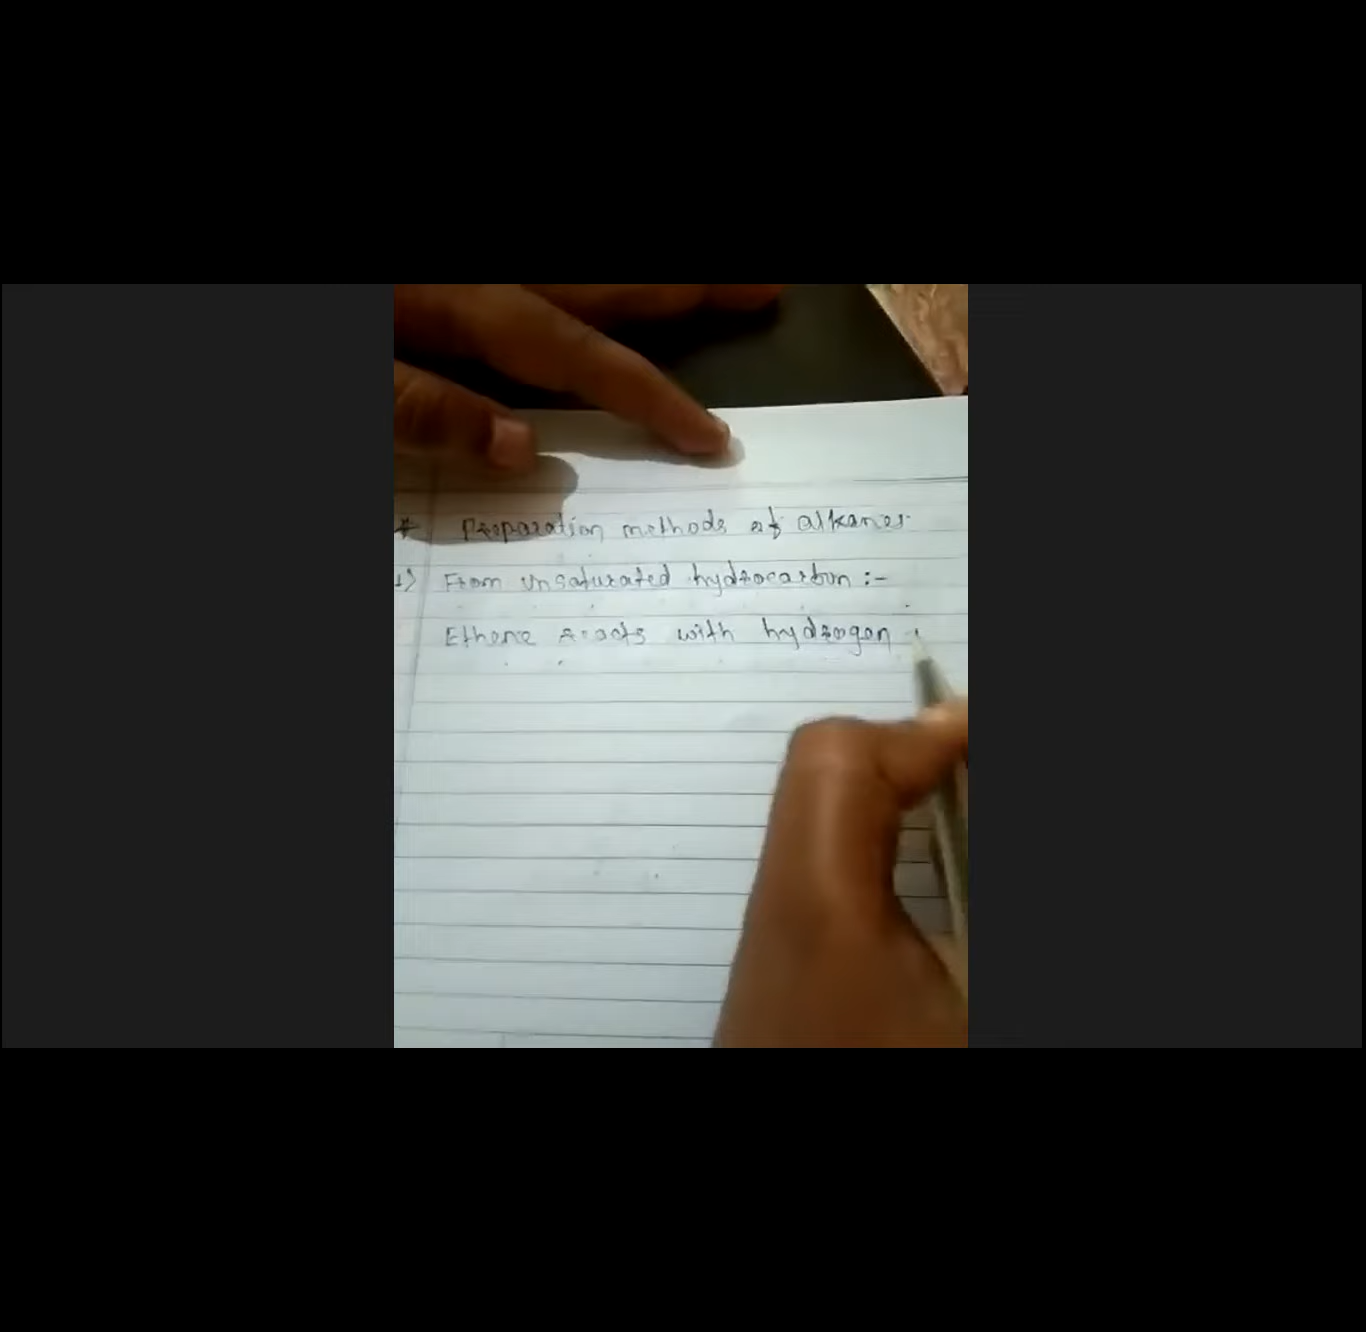 * Preparation methods of alkanes.
1) From unsaturated hydrocarbon :-
Ethene reacts with hydrogen